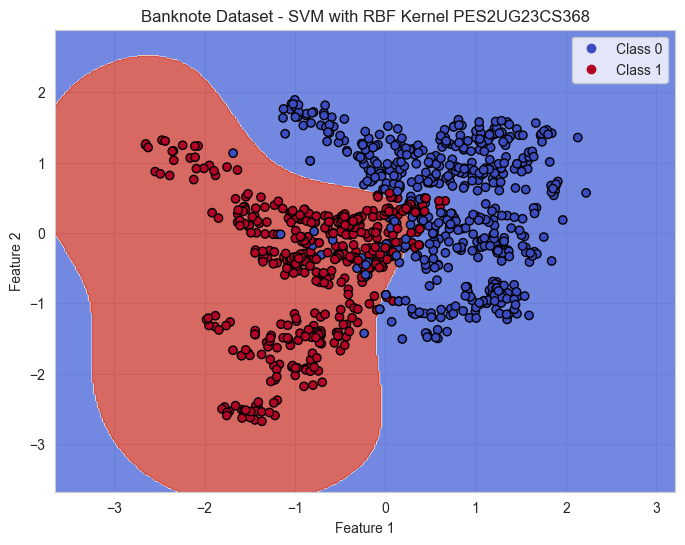 Banknote Dataset - SVM with RBF Kernel PES2UG23CS368
Class 0
Class 1
2
1
0
−1
−2
−3
Feature 2
−3 −2 −1 0 1 2 3
Feature 1